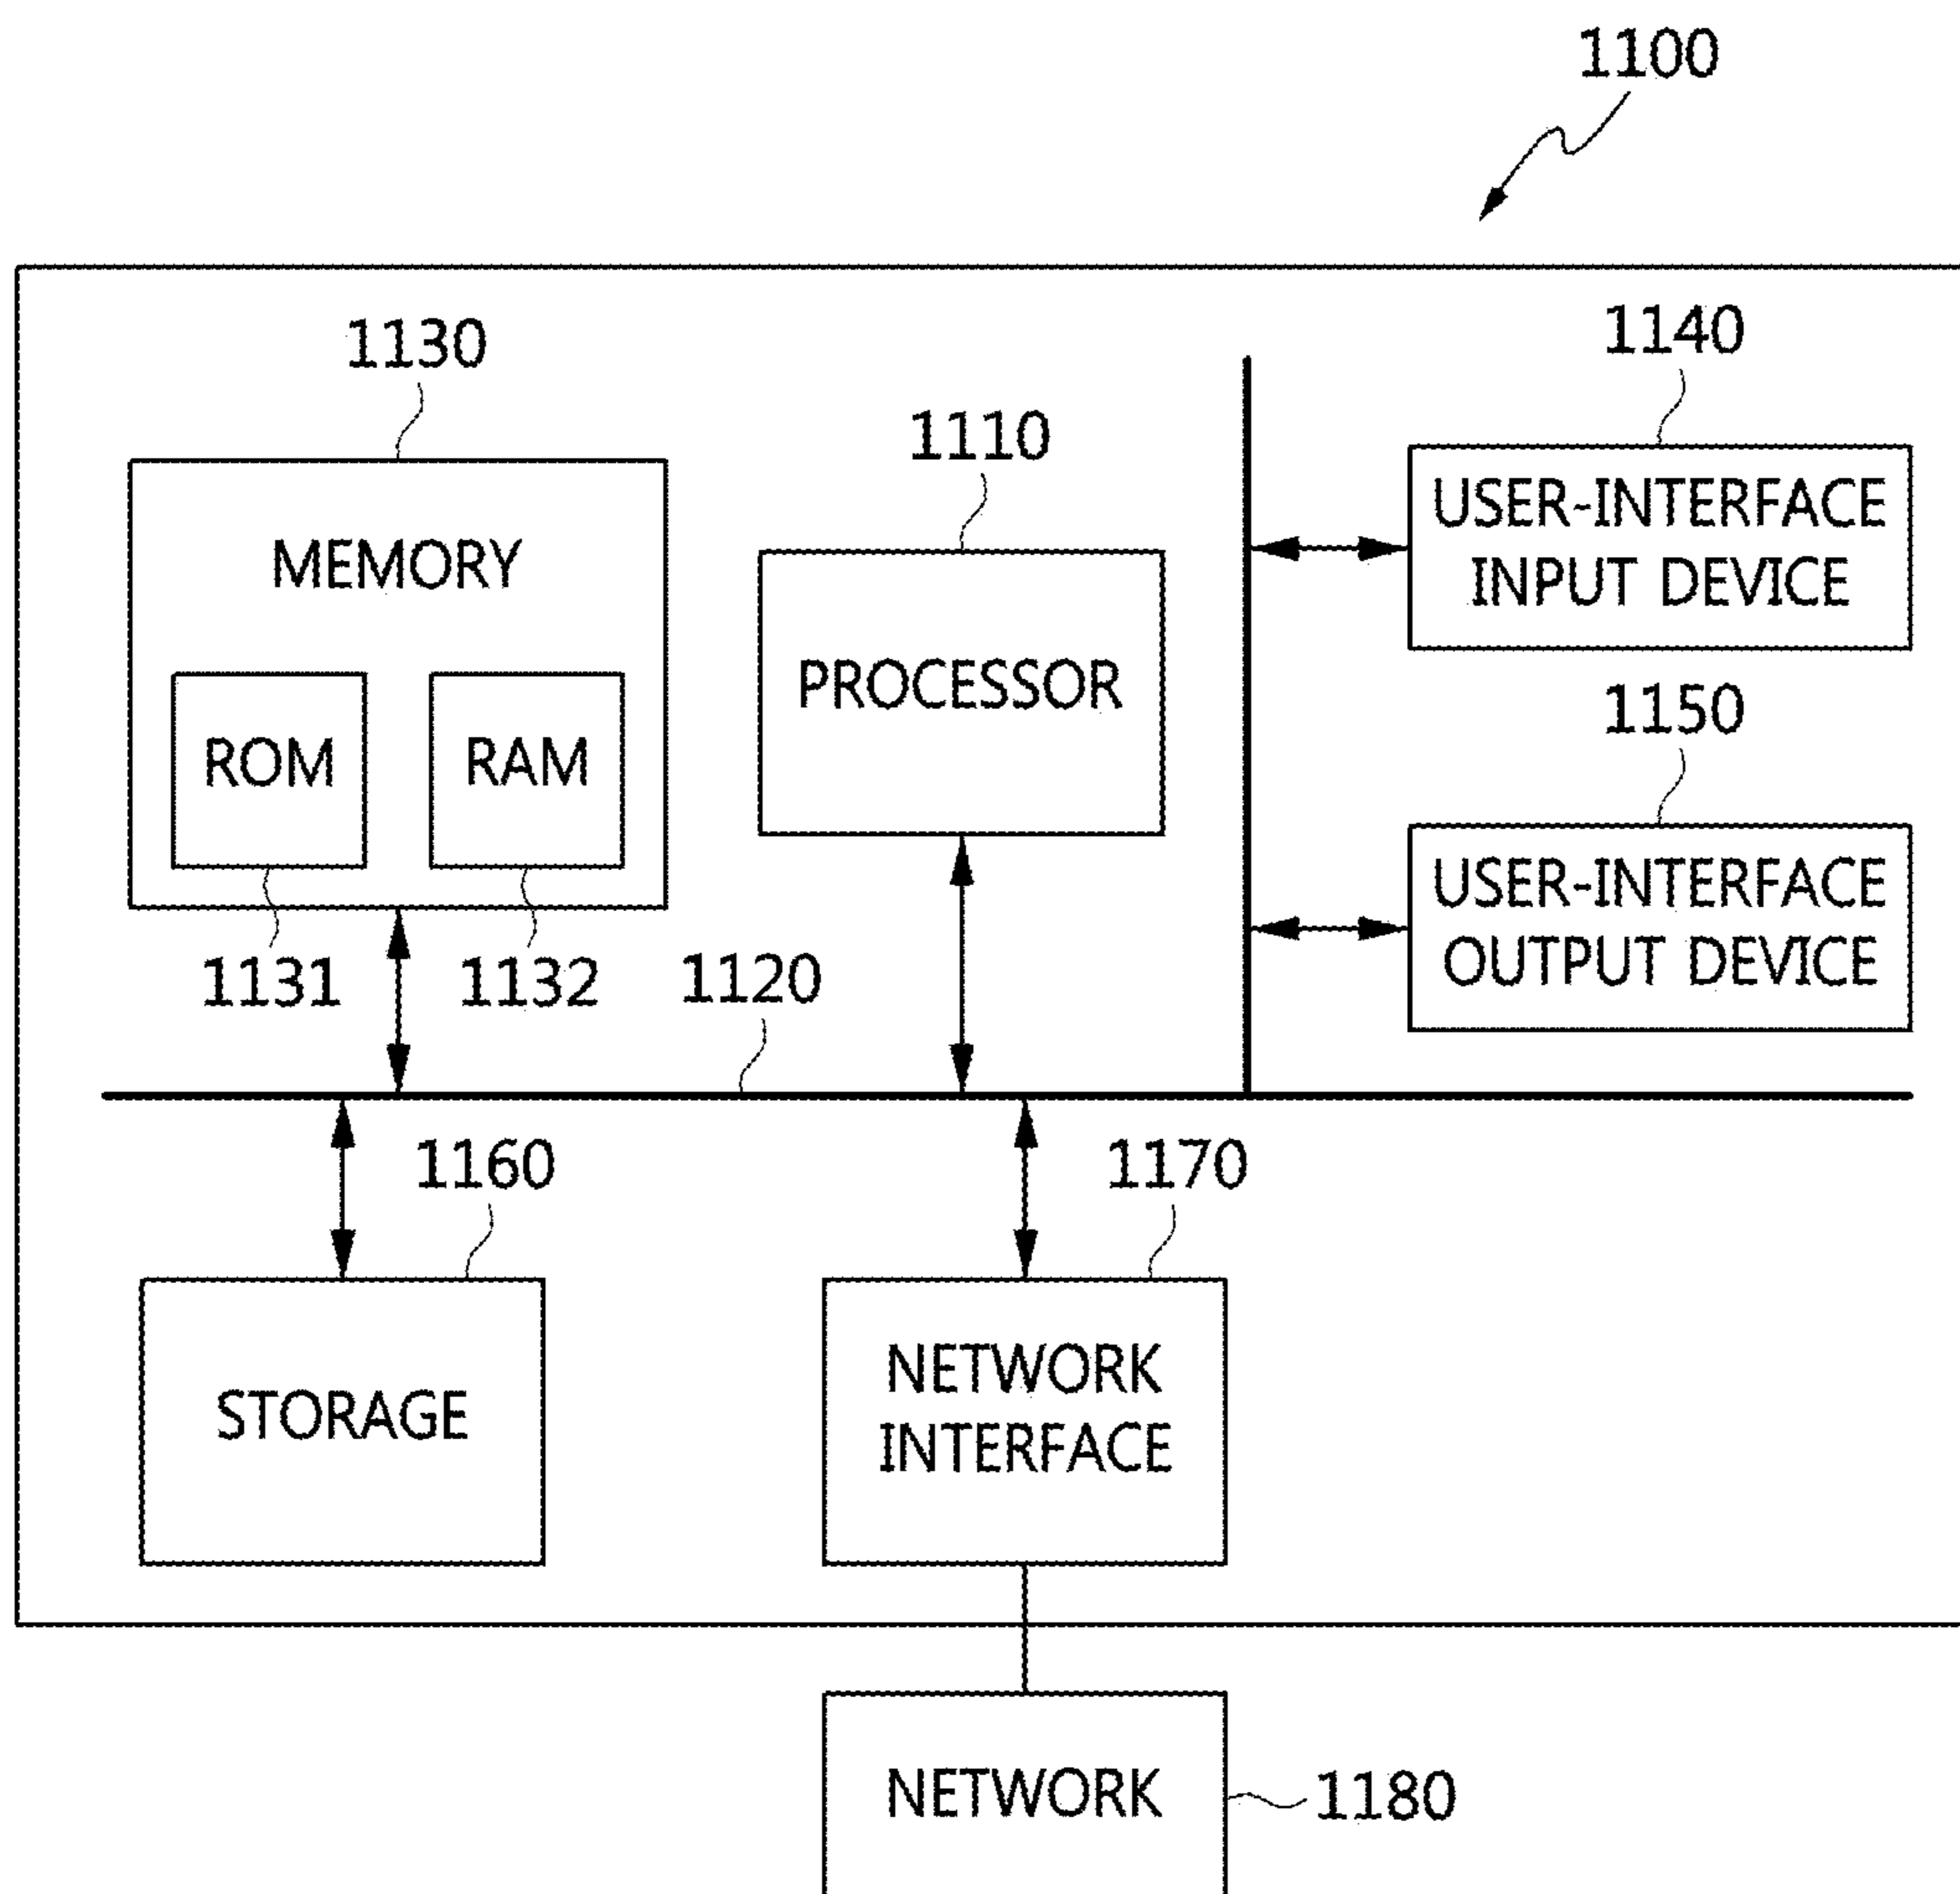 1100
1130
1110
1140
MEMORY
ROM
RAM
PROCESSOR
USER-INTERFACE
INPUT DEVICE
1150
USER-INTERFACE
OUTPUT DEVICE
1131
1132
1120
1160
1170
STORAGE
NETWORK
INTERFACE
NETWORK
1180